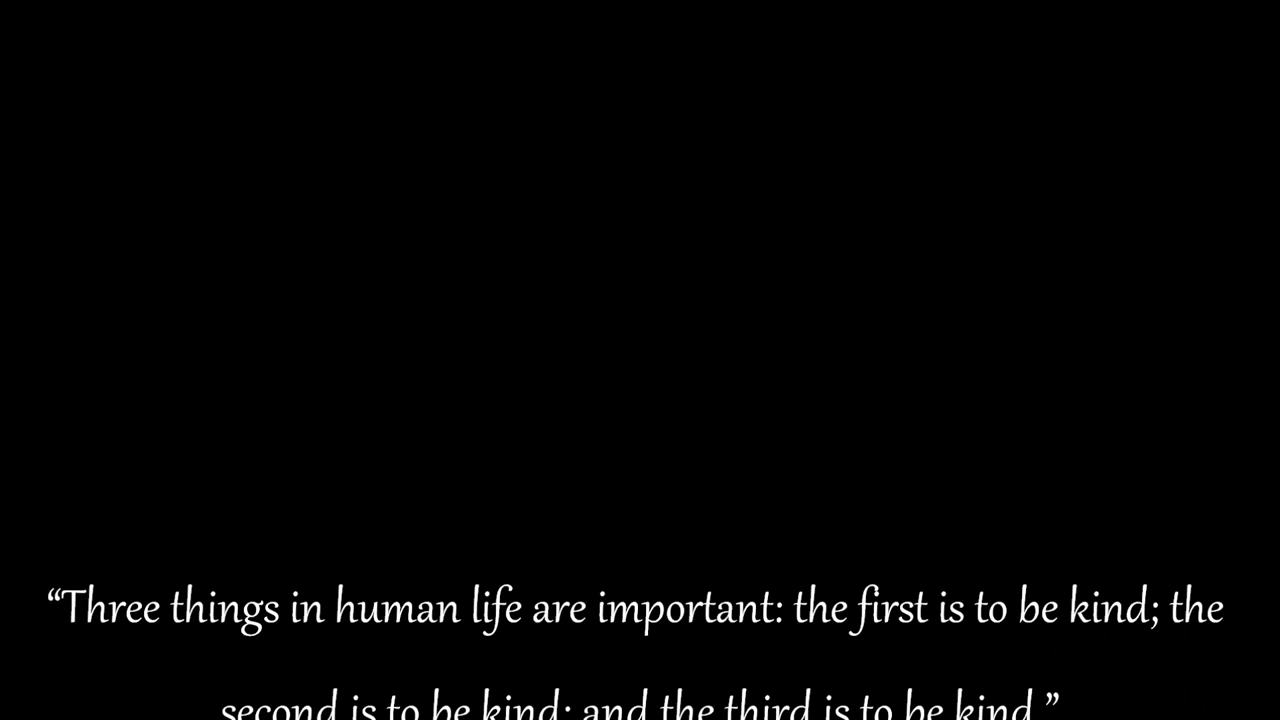 “Three things in human life are important: the first is to be kind; the
second is to be kind; and the third is to be kind.”